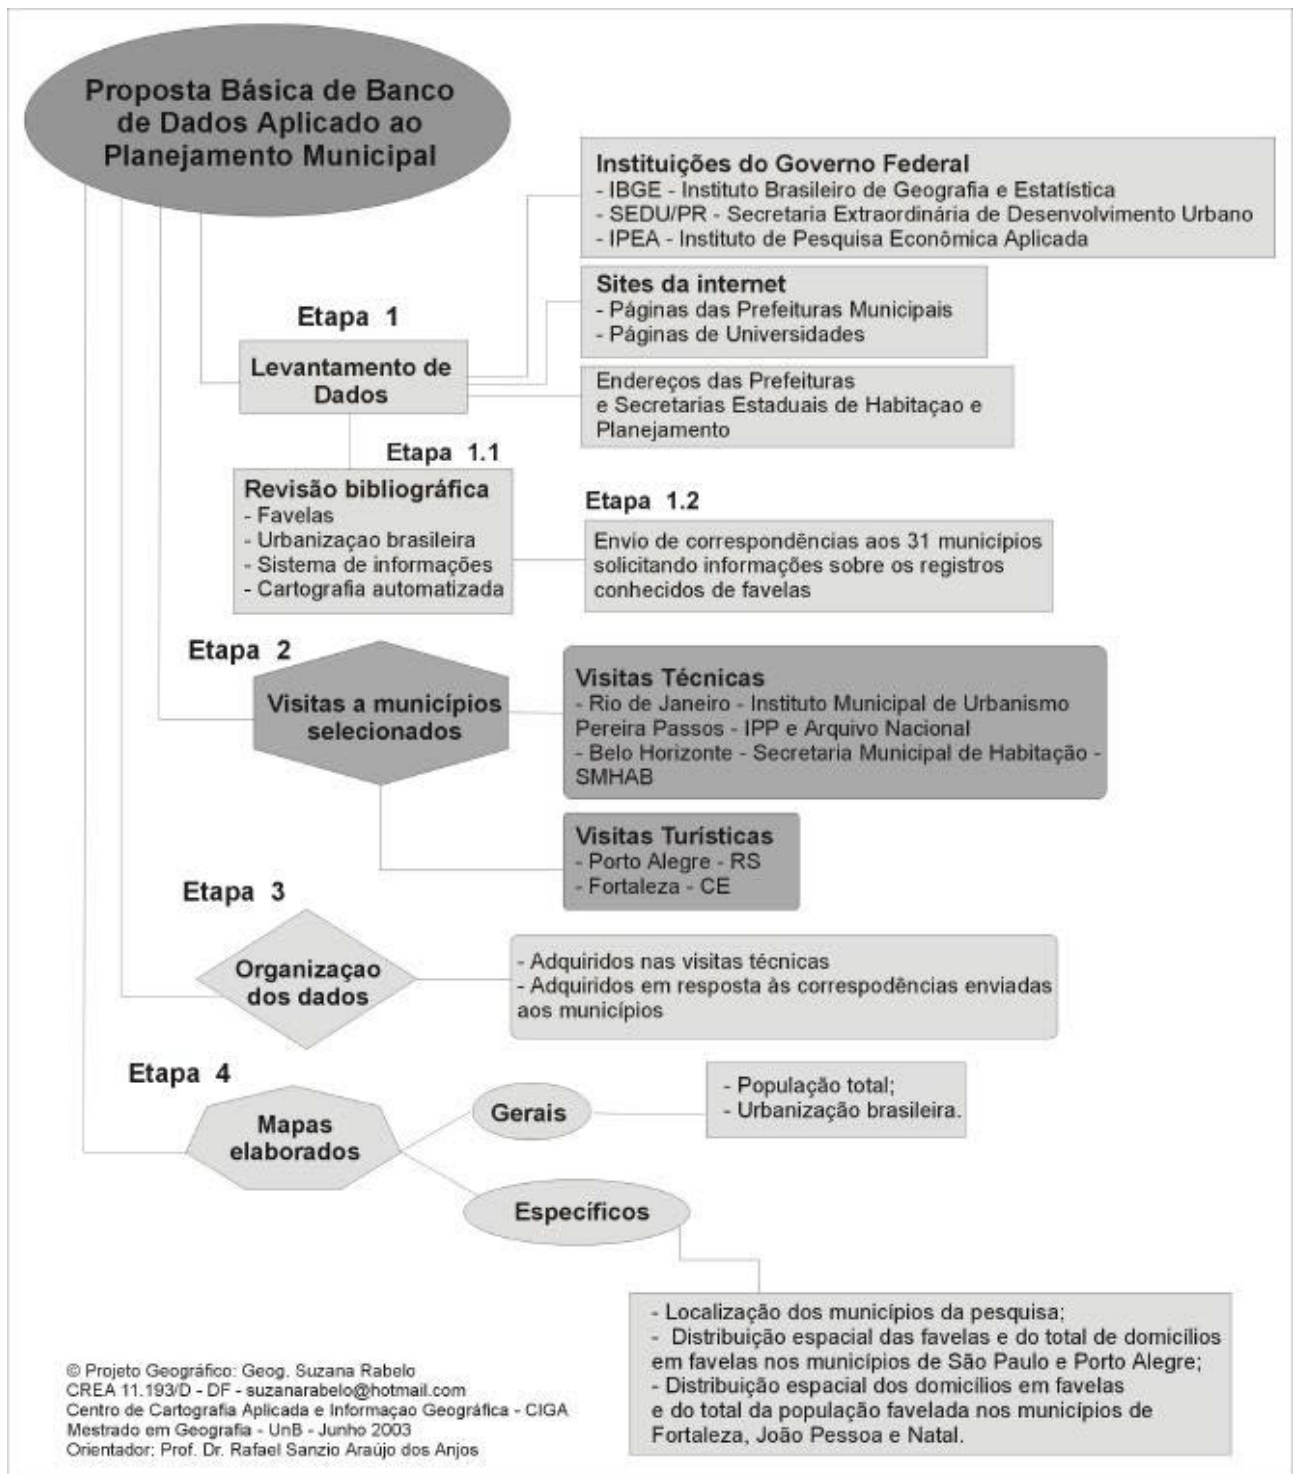 Proposta Básica de Banco
de Dados Aplicado ao
Planejamento Municipal
Instituições do Governo Federal
- IBGE - Instituto Brasileiro de Geografia e Estatística
- SEDU/PR - Secretaria Extraordinária de Desenvolvimento Urbano
- IPEA - Instituto de Pesquisa Econômica Aplicada
Sites da internet
- Páginas das Prefeituras Municipais
- Páginas de Universidades
Etapa 1
Levantamento de
Dados
Endereços das Prefeituras
e Secretarias Estaduais de Habitaçao e
Planejamento
Etapa 1.1
Revisão bibliográfica
- Favelas
- Urbanizaçao brasileira
- Sistema de informações
- Cartografia automatizada
Etapa 1.2
Envio de correspondências aos 31 municípios
solicitando informações sobre os registros
conhecidos de favelas
Etapa 2
Visitas a municípios
selecionados
Visitas Técnicas
- Rio de Janeiro - Instituto Municipal de Urbanismo
Pereira Passos - IPP e Arquivo Nacional
- Belo Horizonte - Secretaria Municipal de Habitação -
SMHAB
Visitas Turísticas
- Porto Alegre - RS
- Fortaleza - CE
Etapa 3
Organizaçao
dos dados
- Adquiridos nas visitas técnicas
- Adquiridos em resposta às correspodências enviadas
aos municípios
Etapa 4
Mapas
elaborados
Gerais
- População total;
- Urbanização brasileira.
Específicos
- Localização dos municípios da pesquisa;
- Distribuição espacial das favelas e do total de domicílios
em favelas nos municípios de São Paulo e Porto Alegre;
- Distribuição espacial dos domicílios em favelas
e do total da população favelada nos municípios de
Fortaleza, João Pessoa e Natal.
© Projeto Geográfico: Geog. Suzana Rabelo
CREA 11.193/D - DF - suzanarabelo@hotmail.com
Centro de Cartografia Aplicada e Informaçao Geográfica - CIGA
Mestrado em Geografia - UnB - Junho 2003
Orientador: Prof. Dr. Rafael Sanzio Araújo dos Anjos